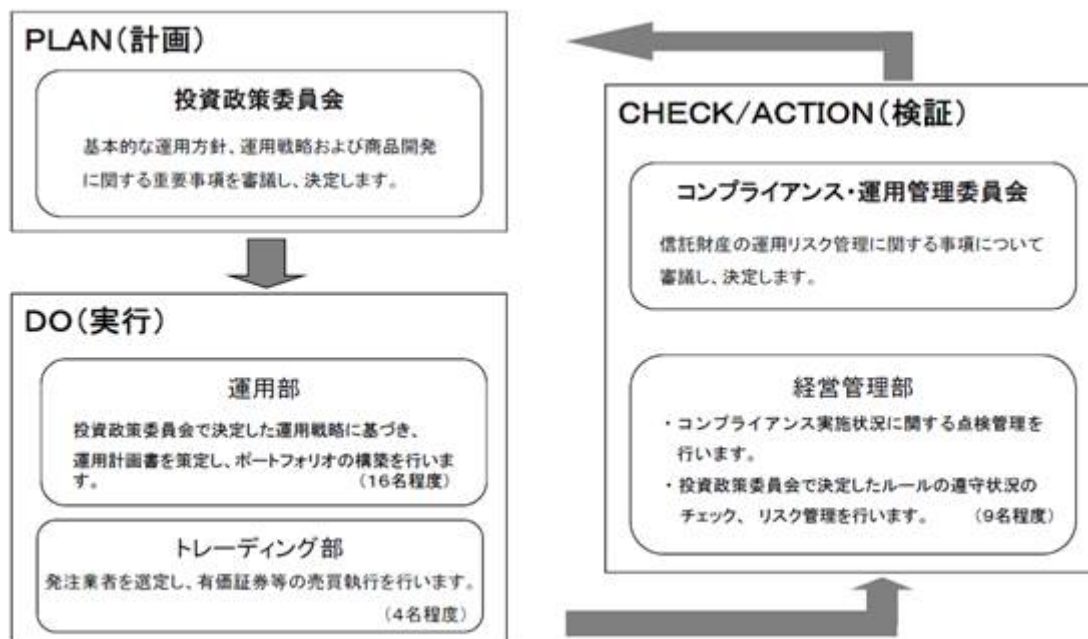 PLAN(計画)
投資政策委員会
基本的な運用方針、運用戦略および商品開発
に関する重要事項を審議し、決定します。
DO(実行)
運用部
投資政策委員会で決定した運用戦略に基づき、
運用計画書を策定し、ポートフォリオの構築を行いま
す。 (16名程度)
トレーディング部
発注業者を選定し、有価証券等の売買執行を行います。
(4名程度)
CHECK/ACTION(検証)
コンプライアンス・運用管理委員会
信託財産の運用リスク管理に関する事項について
審議し、決定します。
経営管理部
・コンプライアンス実施状況に関する点検管理を
行います。
・投資政策委員会で決定したルールの遵守状況の
チェック、 リスク管理を行います。 (9名程度)